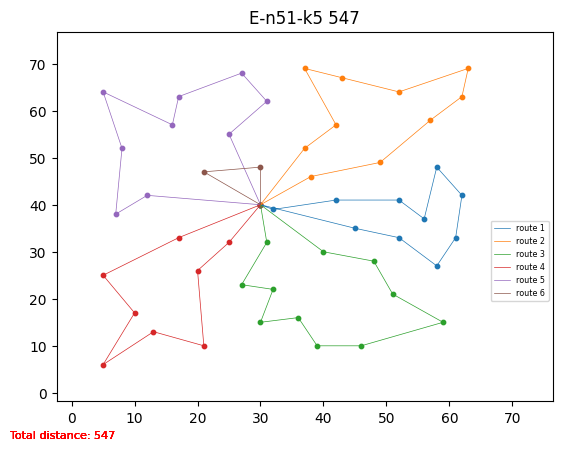 E-n51-k5 547
70
60
50
40
30
20
10
0
route 1
route 2
route 3
route 4
route 5
route 6
0 10 20 30 40 50 60 70
Total distance: 547